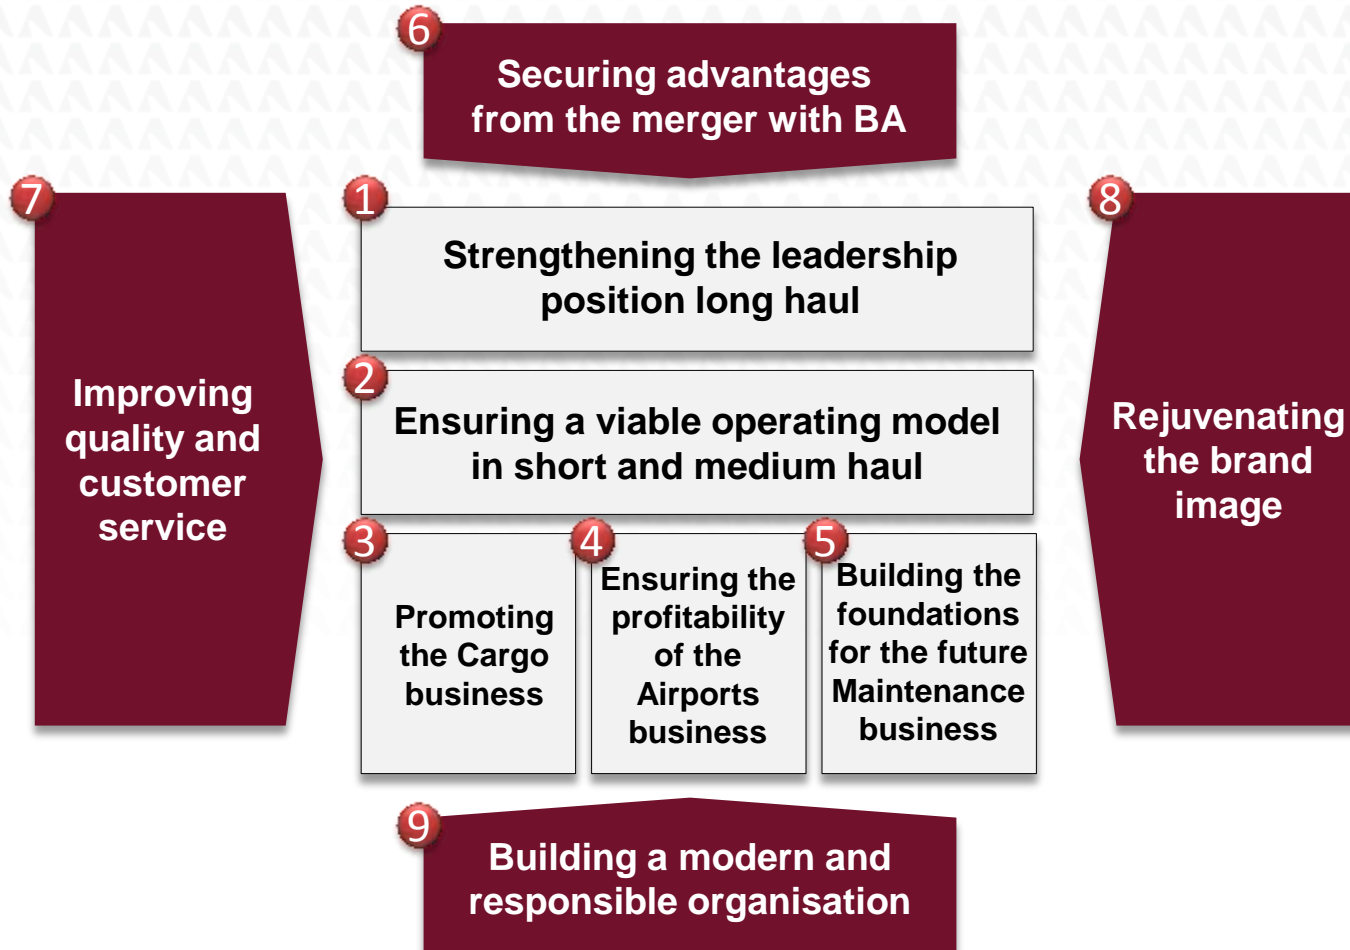 6
Securing advantages
from the merger with BA
7
Improving
quality and
customer
service
1
Strengthening the leadership
position long haul
2
Ensuring a viable operating model
in short and medium haul
3
Promoting
the Cargo
business
4
Ensuring the
profitability
of the
Airports
business
5
Building the
foundations
for the future
Maintenance
business
8
Rejuvenating
the brand
image
9
Building a modern and
responsible organisation